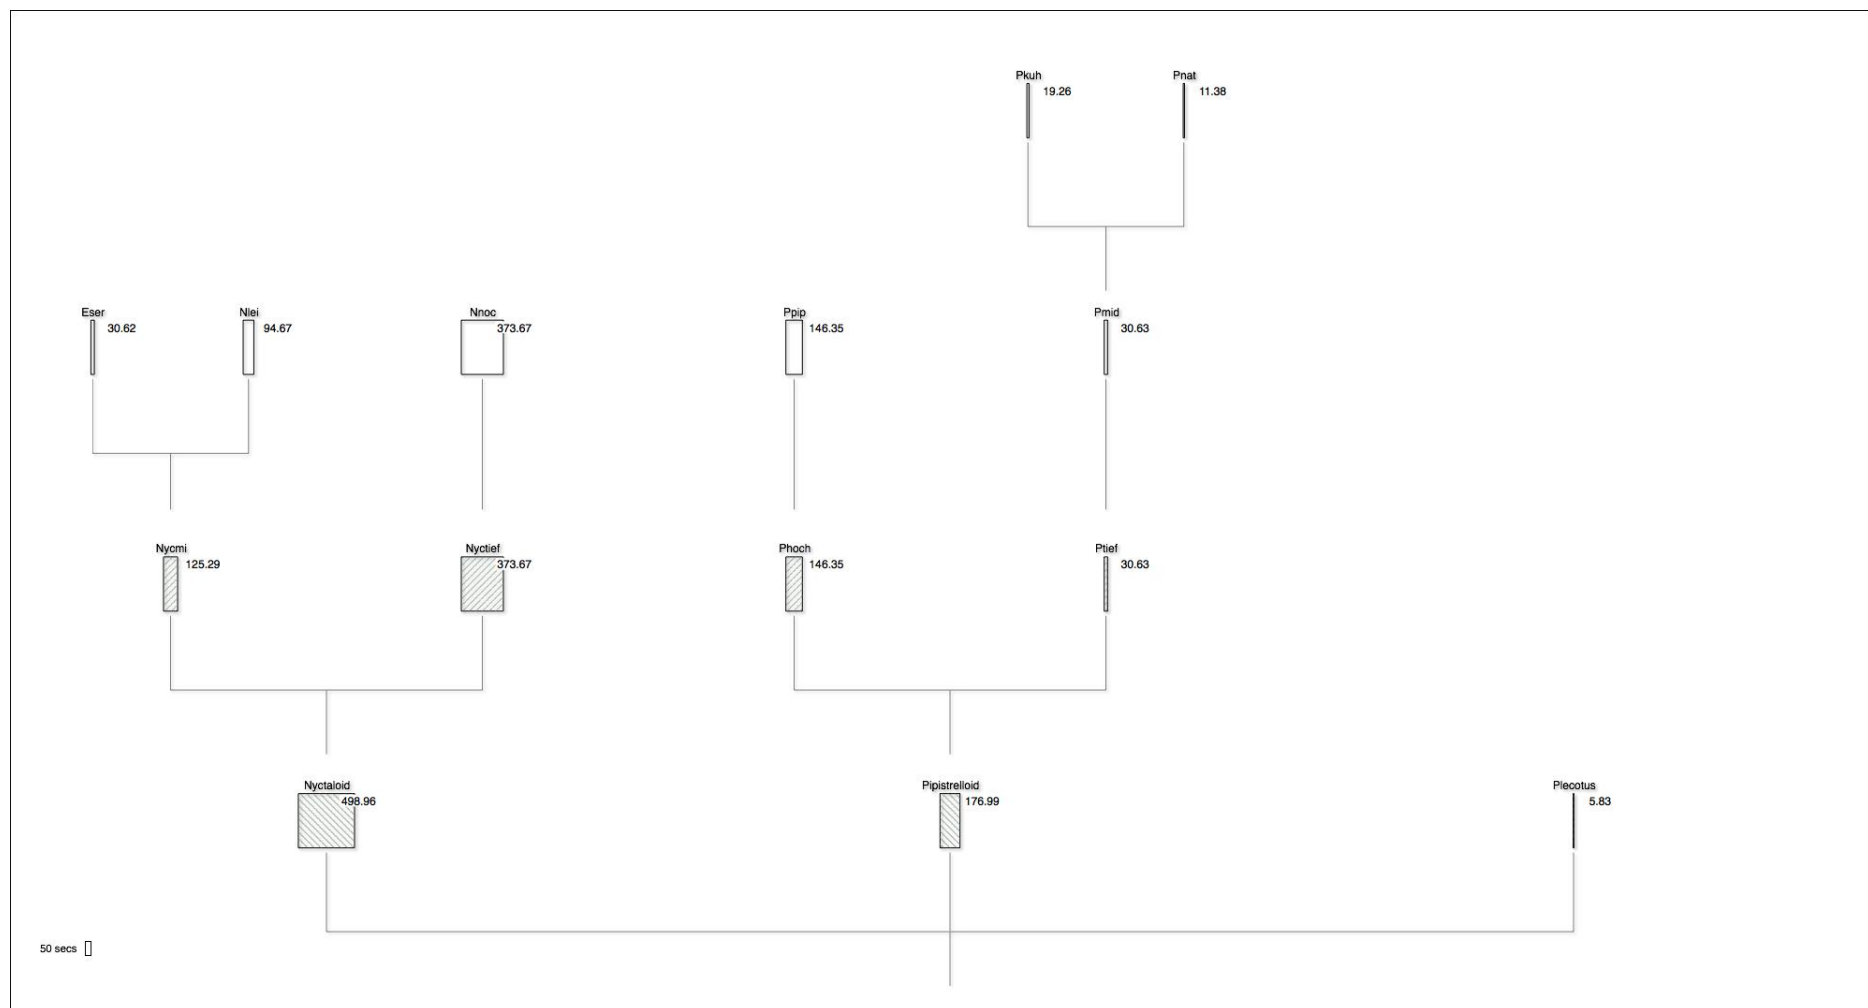 Pkuh Pnat
19.26 11.38
Eser Nlei Nnoc Ppip Pmid
30.62 94.67 373.67 146.35 30.63
Nycmi Nyctief Phoch Ptief
125.29 373.67 146.35 30.63
Nyctaloid Pipistrelloid Plecotus
498.96 176.99 5.83
50 secs